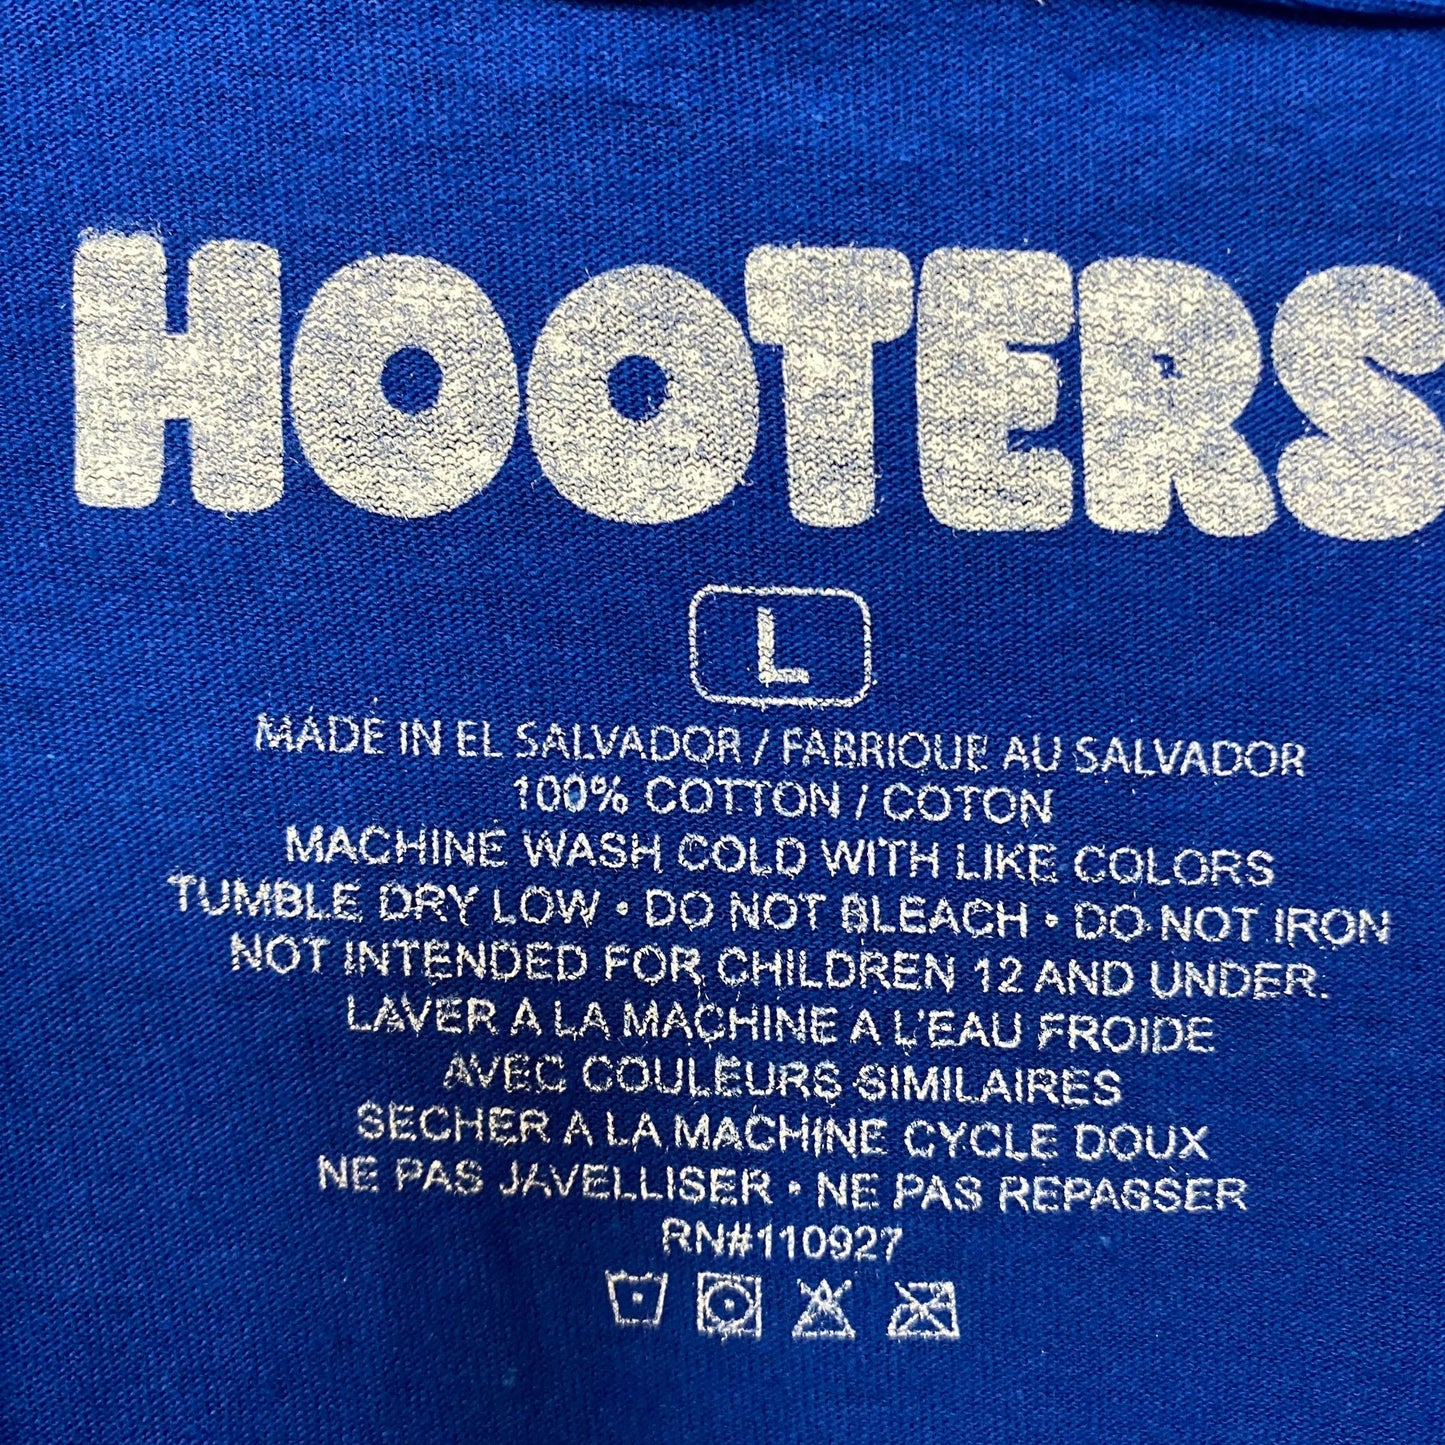 HOOTERS
L
MADE IN EL SALVADOR / FABRIQUE AU SALVADOR
100% COTTON / COTON
MACHINE WASH COLD WITH LIKE COLORS
TUMBLE DRY LOW • DO NOT BLEACH • DO NOT IRON
NOT INTENDED FOR CHILDREN 12 AND UNDER.
LAVER A LA MACHINE A L'EAU FROIDE
AVEC COULEURS SIMILAIRES
SECHER A LA MACHINE CYCLE DOUX
NE PAS JAVELLISER • NE PAS REPASSER
RN#110927